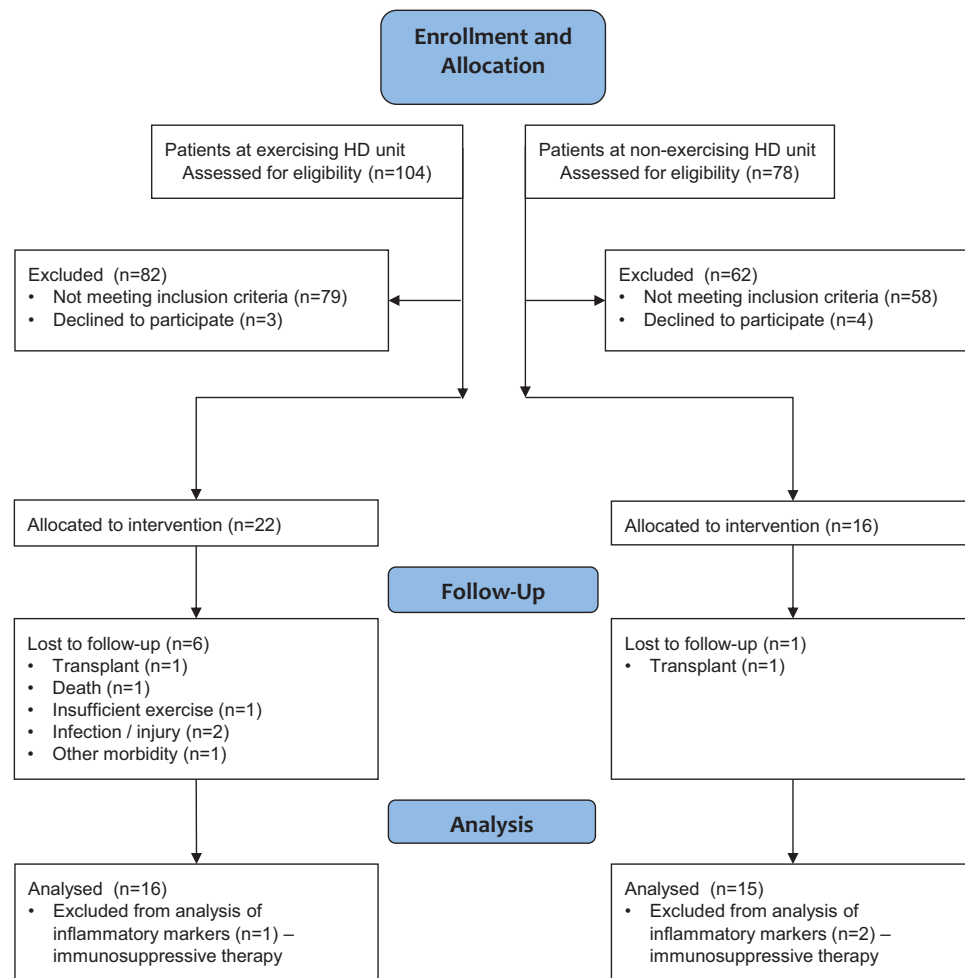 Enrollment and
Allocation
Patients at exercising HD unit
Assessed for eligibility (n=104)
Patients at non-exercising HD unit
Assessed for eligibility (n=78)
Excluded (n=82)
• Not meeting inclusion criteria (n=79)
• Declined to participate (n=3)
Excluded (n=62)
• Not meeting inclusion criteria (n=58)
• Declined to participate (n=4)
Allocated to intervention (n=22)
Allocated to intervention (n=16)
Follow-Up
Lost to follow-up (n=6)
• Transplant (n=1)
• Death (n=1)
• Insufficient exercise (n=1)
• Infection / injury (n=2)
• Other morbidity (n=1)
Lost to follow-up (n=1)
• Transplant (n=1)
Analysis
Analysed (n=16)
• Excluded from analysis of
inflammatory markers (n=1) –
immunosuppressive therapy
Analysed (n=15)
• Excluded from analysis of
inflammatory markers (n=2) –
immunosuppressive therapy